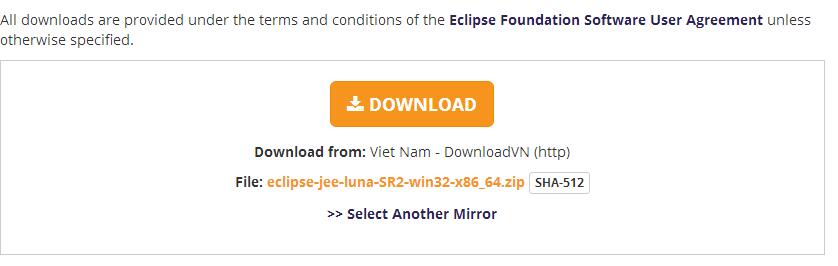 All downloads are provided under the terms and conditions of the Eclipse Foundation Software User Agreement unless
otherwise specified.
DOWNLOAD
Download from: Viet Nam - DownloadVN (http)
File: eclipse-jee-luna-SR2-win32-x86_64.zip SHA-512
>> Select Another Mirror